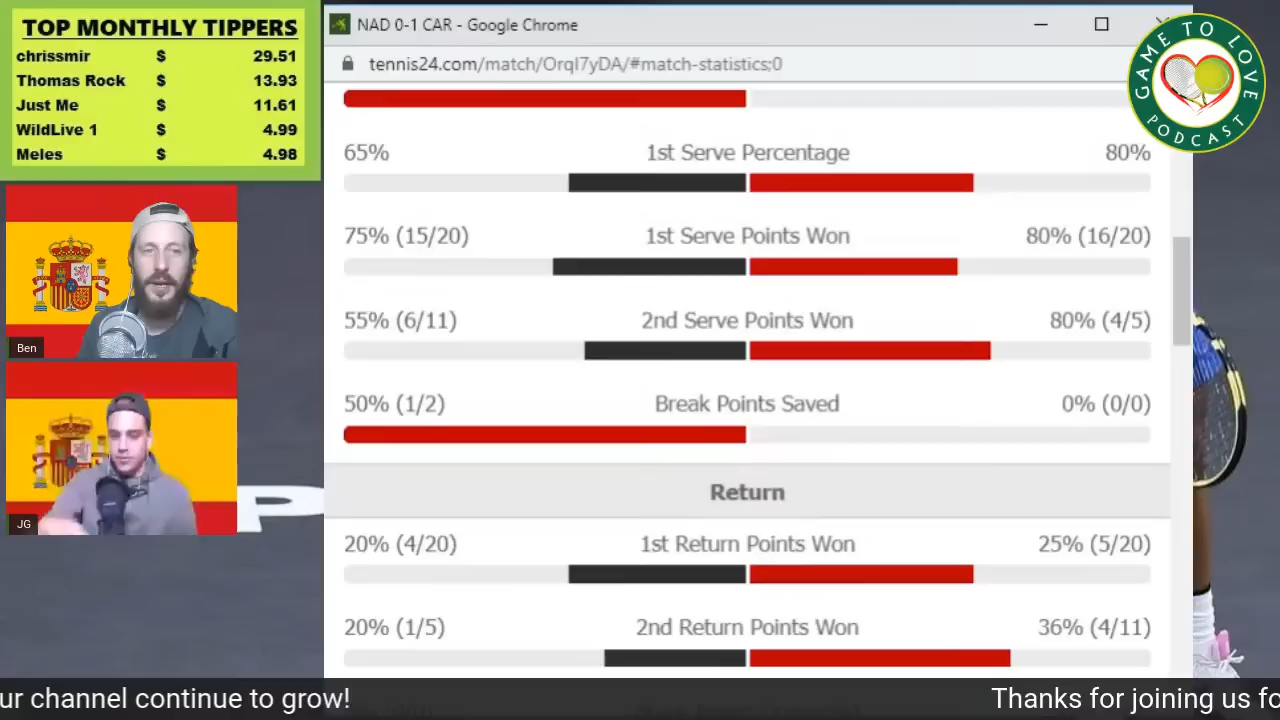 TOP MONTHLY TIPPERS
chrissmir $ 29.51
Thomas Rock $ 13.93
Just Me $ 11.61
WildLive 1 $ 4.99
Meles $ 4.98
NAD 0-1 CAR - Google Chrome
tennis24.com/match/OrqI7yDA/#match-statistics;0
GAME TO LOVE
PODCAST
65% 1st Serve Percentage 80%
75% (15/20) 1st Serve Points Won 80% (16/20)
55% (6/11) 2nd Serve Points Won 80% (4/5)
50% (1/2) Break Points Saved 0% (0/0)
Return
20% (4/20) 1st Return Points Won 25% (5/20)
20% (1/5) 2nd Return Points Won 36% (4/11)
Ben
JG
P
ur channel continue to grow! Thanks for joining us fo